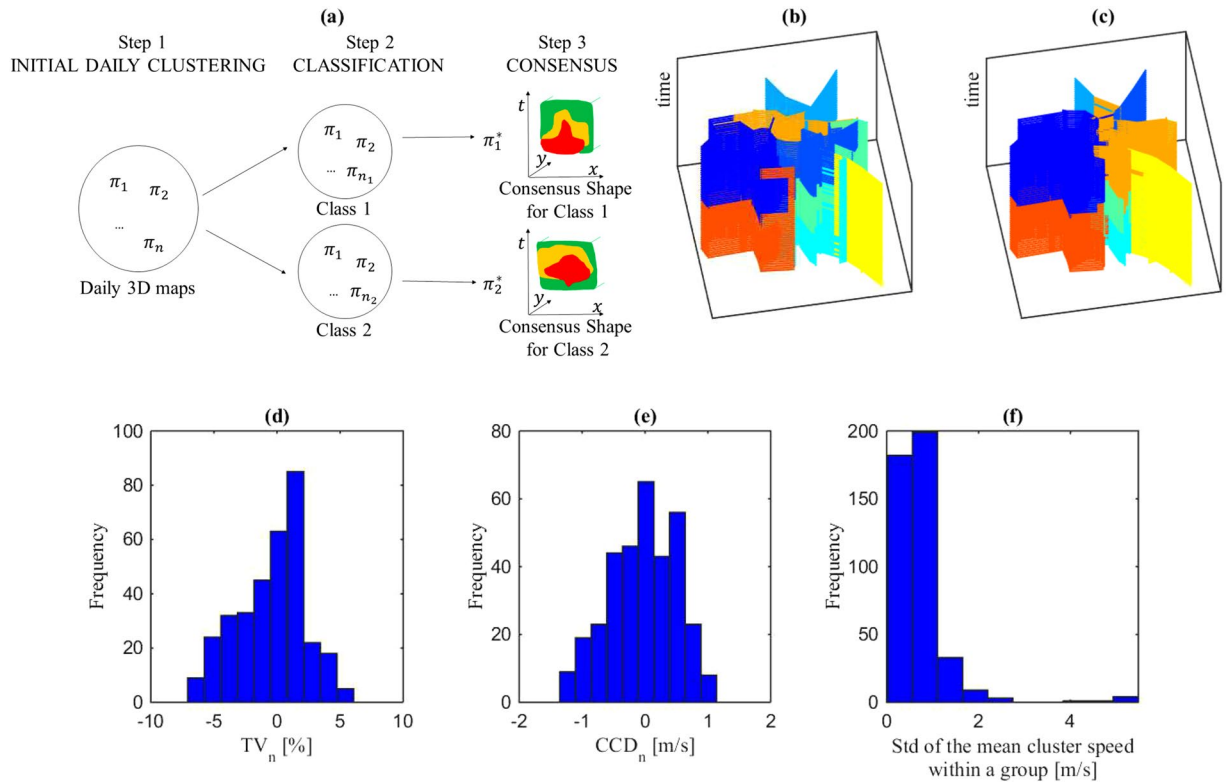 (a)
Step 1
INITIAL DAILY CLUSTERING
Step 2
CLASSIFICATION
Step 3
CONSENSUS
π₁ π₂
... πₙ
Daily 3D maps
π₁ π₂
... πₙ₁
Class 1
π₁ π₂
... πₙ₂
Class 2
π₁*
t
y
x
Consensus Shape
for Class 1
π₂*
t
y
x
Consensus Shape
for Class 2
(b)
time
(c)
time
(d)
Frequency
100
80
60
40
20
0
-10 -5 0 5 10
TVₙ [%]
(e)
Frequency
80
60
40
20
0
-2 -1 0 1 2
CCDₙ [m/s]
(f)
Frequency
200
150
100
50
0
0 2 4
Std of the mean cluster speed
within a group [m/s]